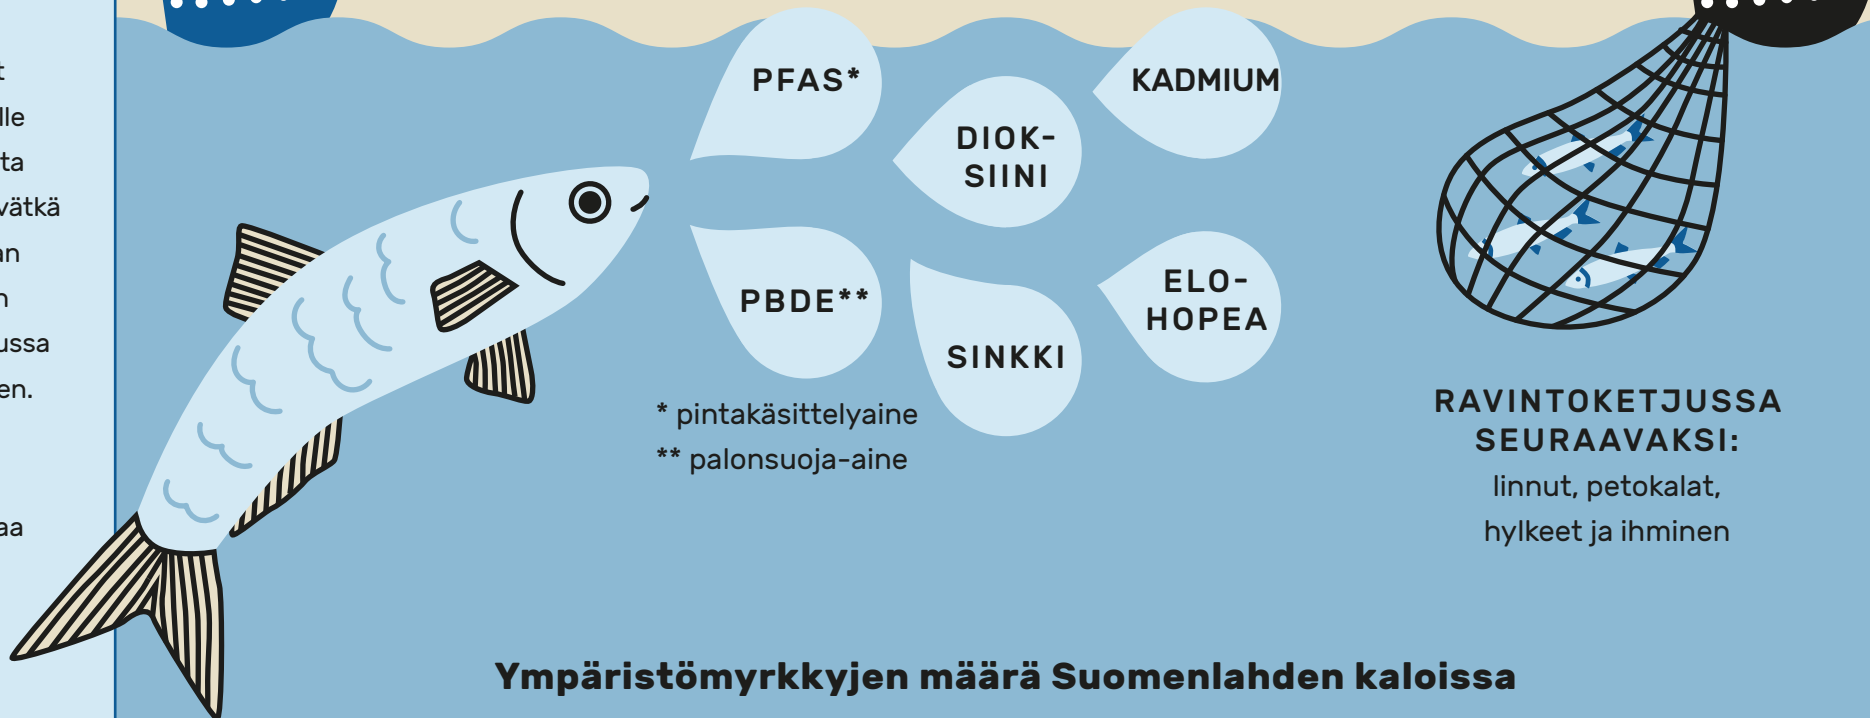 PFAS*
DIOK-
SIINI
KADMIUM
PBDE**
SINKKI
ELO-
HOPEA
* pintakäsittelyaine
** palonsuoja-aine
RAVINTOKETJUSSA
SEURAAVAKSI:
linnut, petokalat,
hylkeet ja ihminen
Ympäristömyrkkyjen määrä Suomenlahden kaloissa